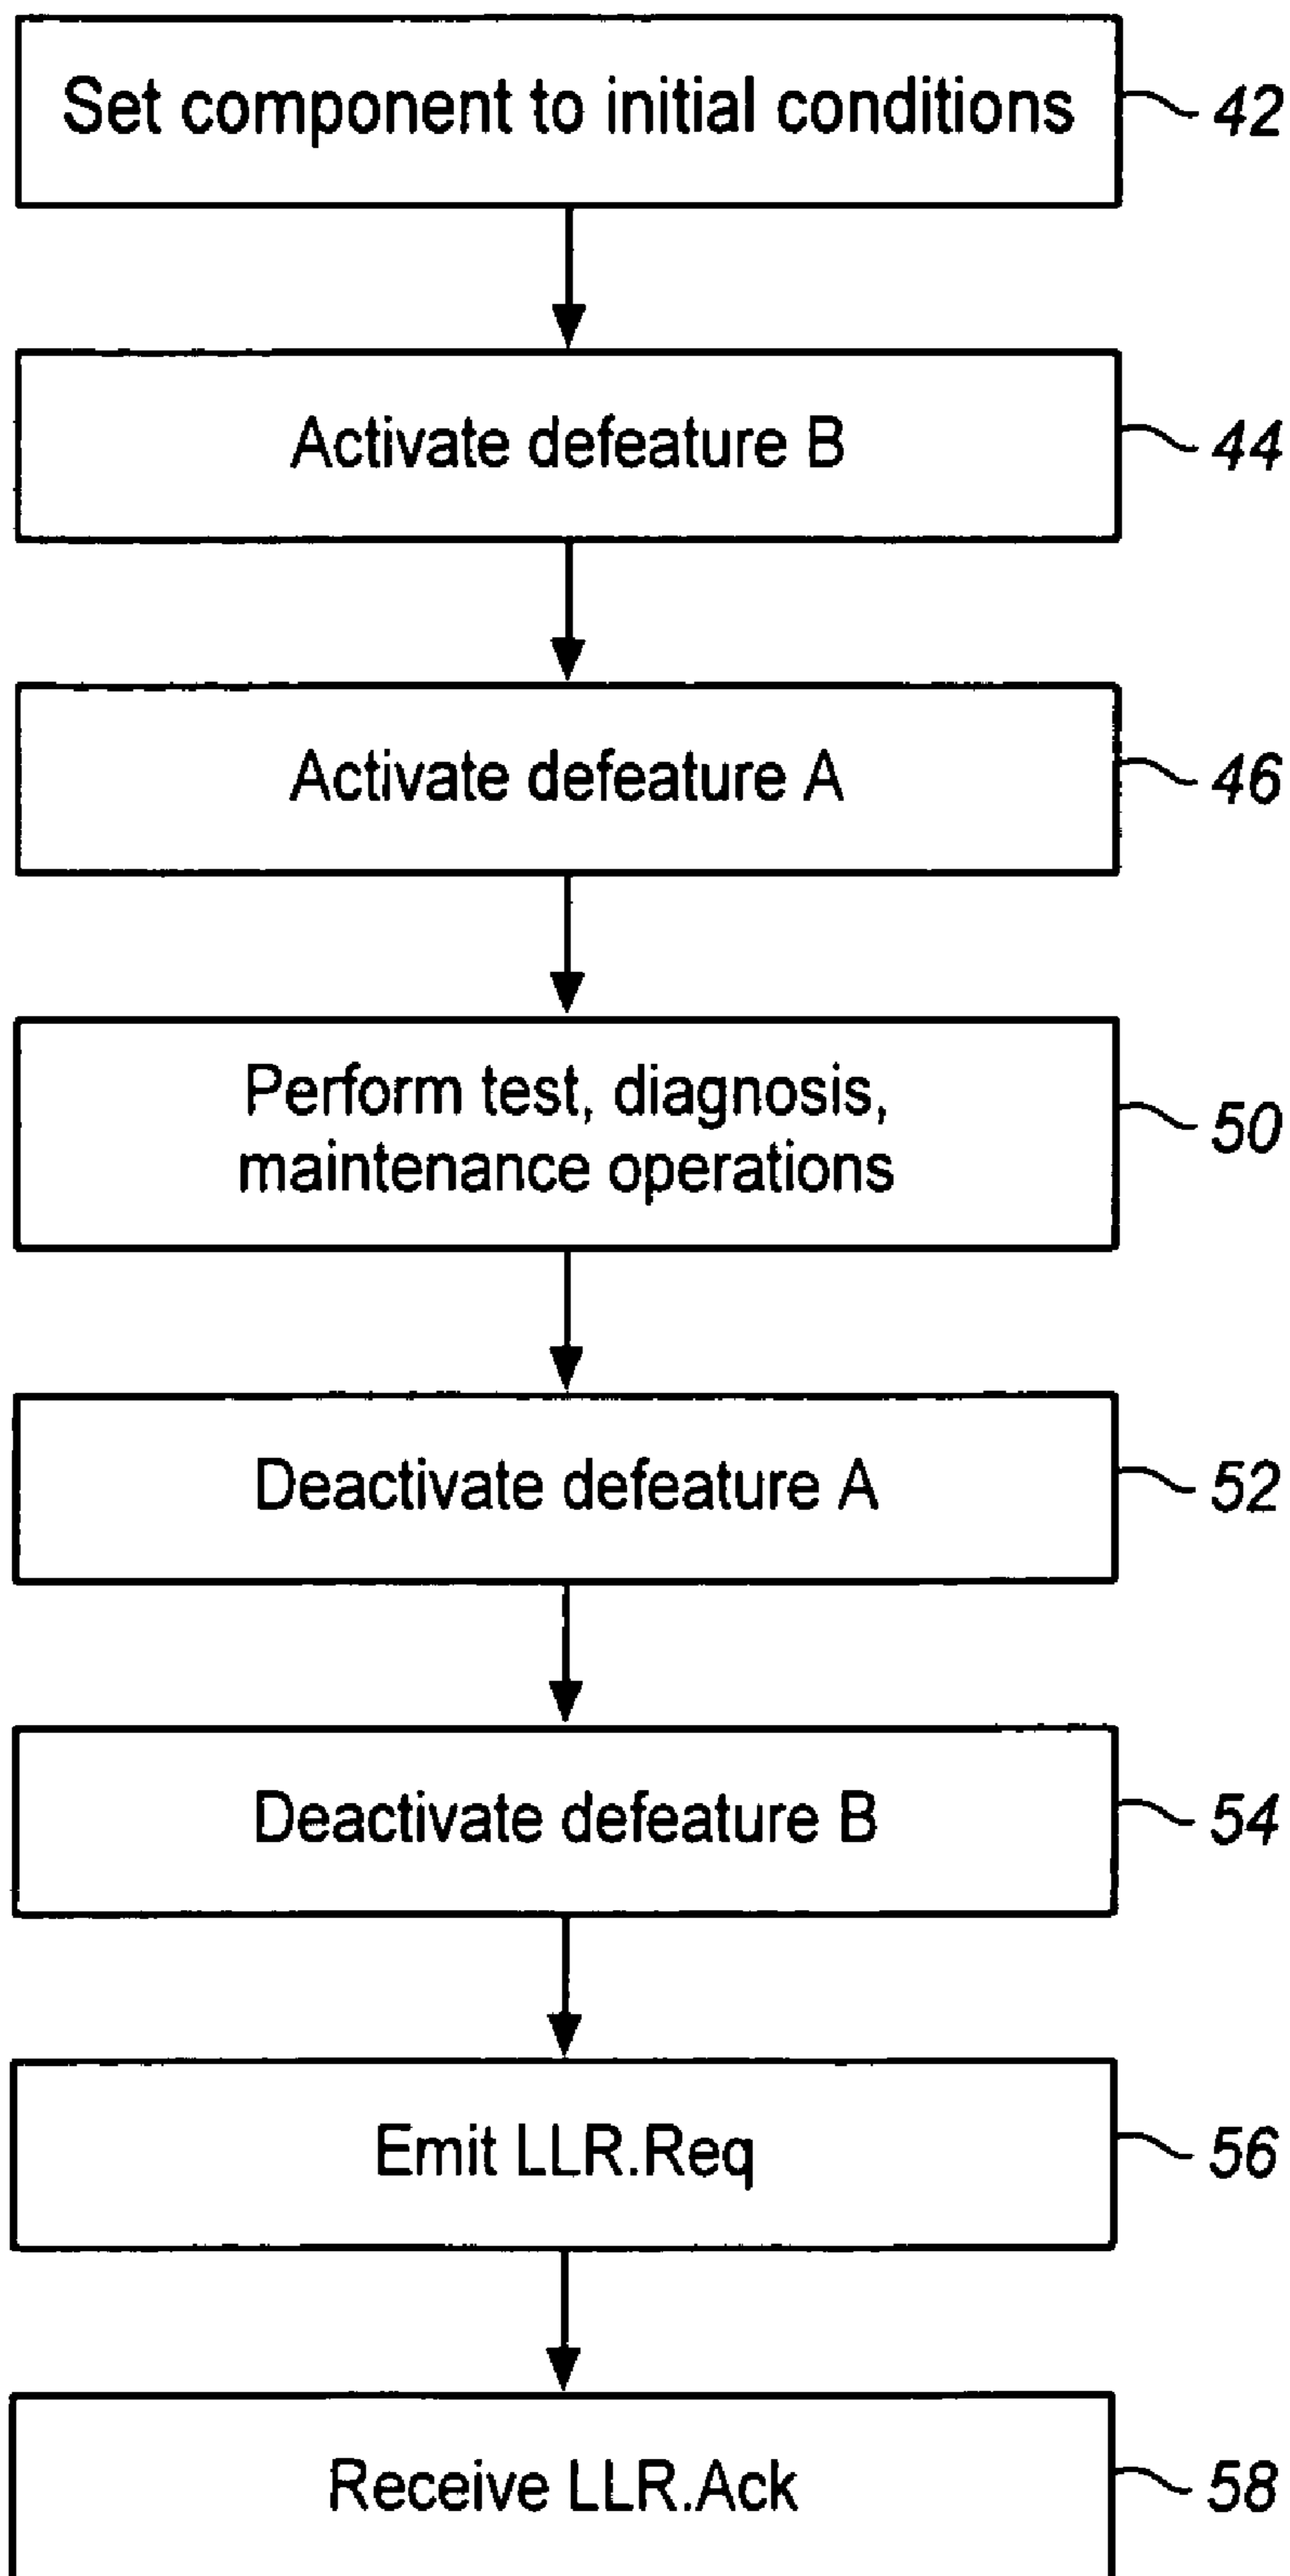 Set component to initial conditions
42
Activate defeature B
44
Activate defeature A
46
Perform test, diagnosis,
maintenance operations
50
Deactivate defeature A
52
Deactivate defeature B
54
Emit LLR.Req
56
Receive LLR.Ack
58